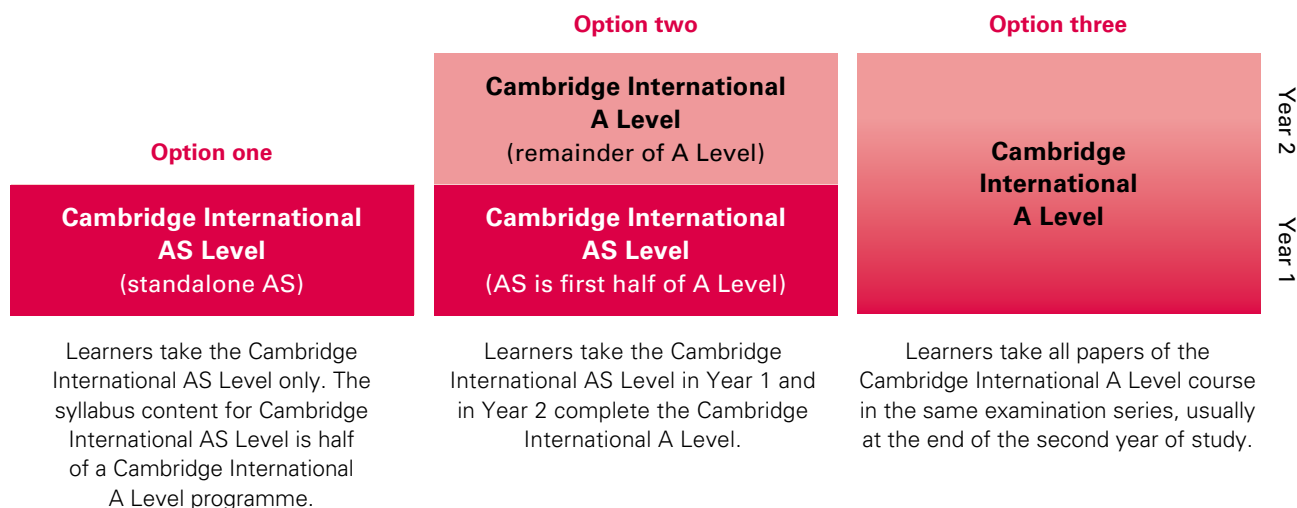 Option one
Cambridge International
AS Level
(standalone AS)
Learners take the Cambridge
International AS Level only. The
syllabus content for Cambridge
International AS Level is half
of a Cambridge International
A Level programme.
Option two
Cambridge International
A Level
(remainder of A Level)
Cambridge International
AS Level
(AS is first half of A Level)
Learners take the Cambridge
International AS Level in Year 1 and
in Year 2 complete the Cambridge
International A Level.
Option three
Cambridge
International
A Level
Learners take all papers of the
Cambridge International A Level course
in the same examination series, usually
at the end of the second year of study.
Year 2
Year 1